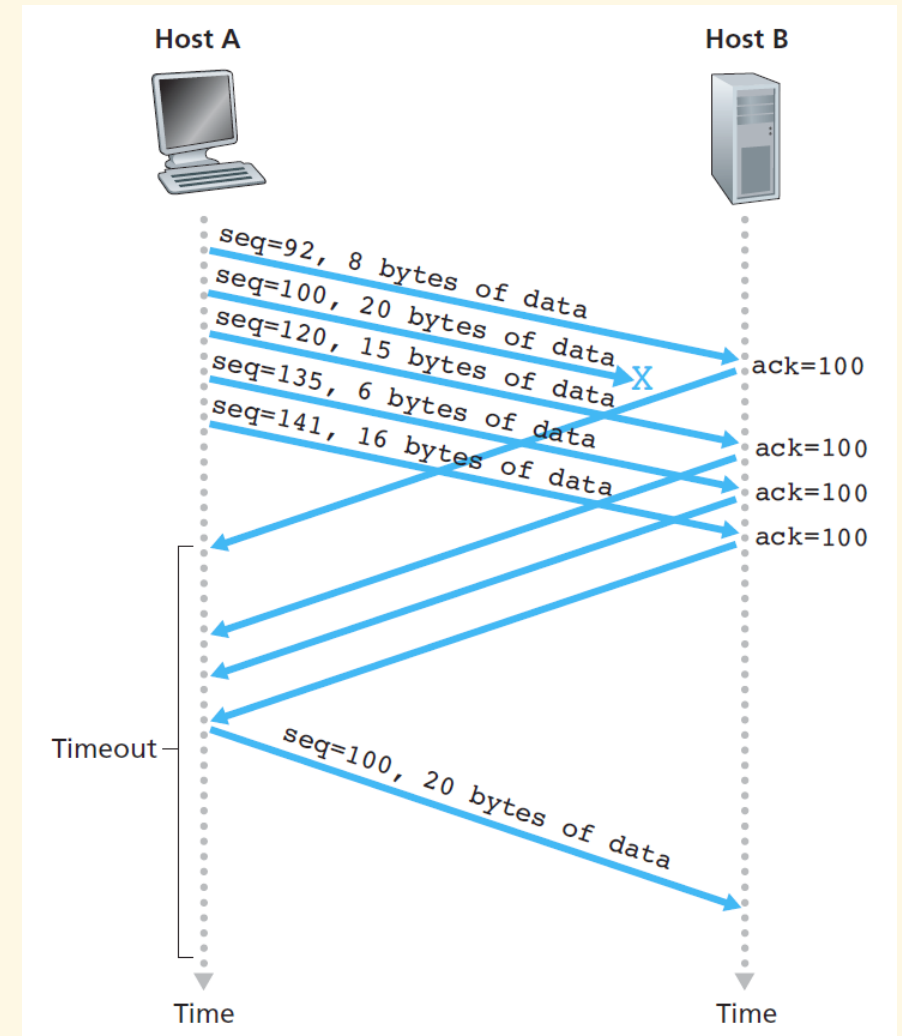 Host A
Host B
seq=92, 8 bytes of data
seq=100, 20 bytes of data
seq=120, 15 bytes of data
seq=135, 6 bytes of data
seq=141, 16 bytes of data
X
ack=100
ack=100
ack=100
ack=100
Timeout
seq=100, 20 bytes of data
Time
Time